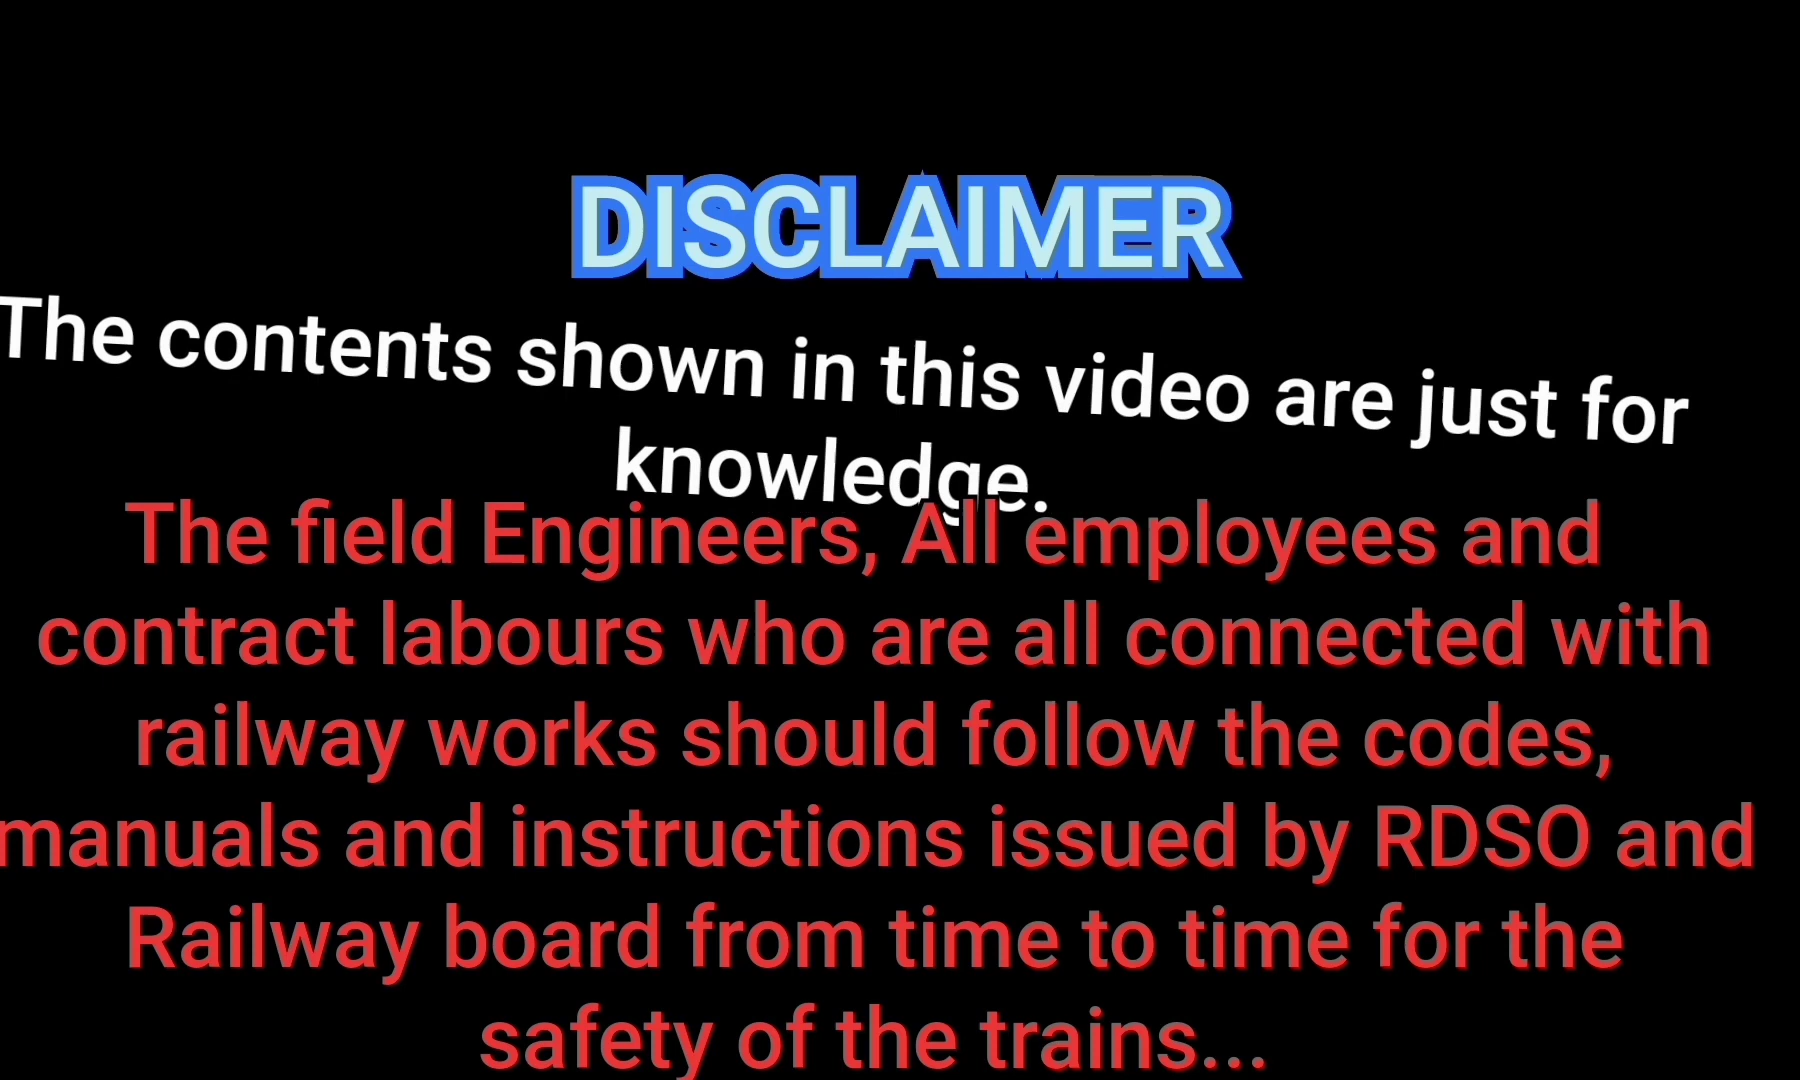 DISCLAIMER
The contents shown in this video are just for
knowledge.
The field Engineers, All employees and
contract labours who are all connected with
railway works should follow the codes,
manuals and instructions issued by RDSO and
Railway board from time to time for the
safety of the trains...